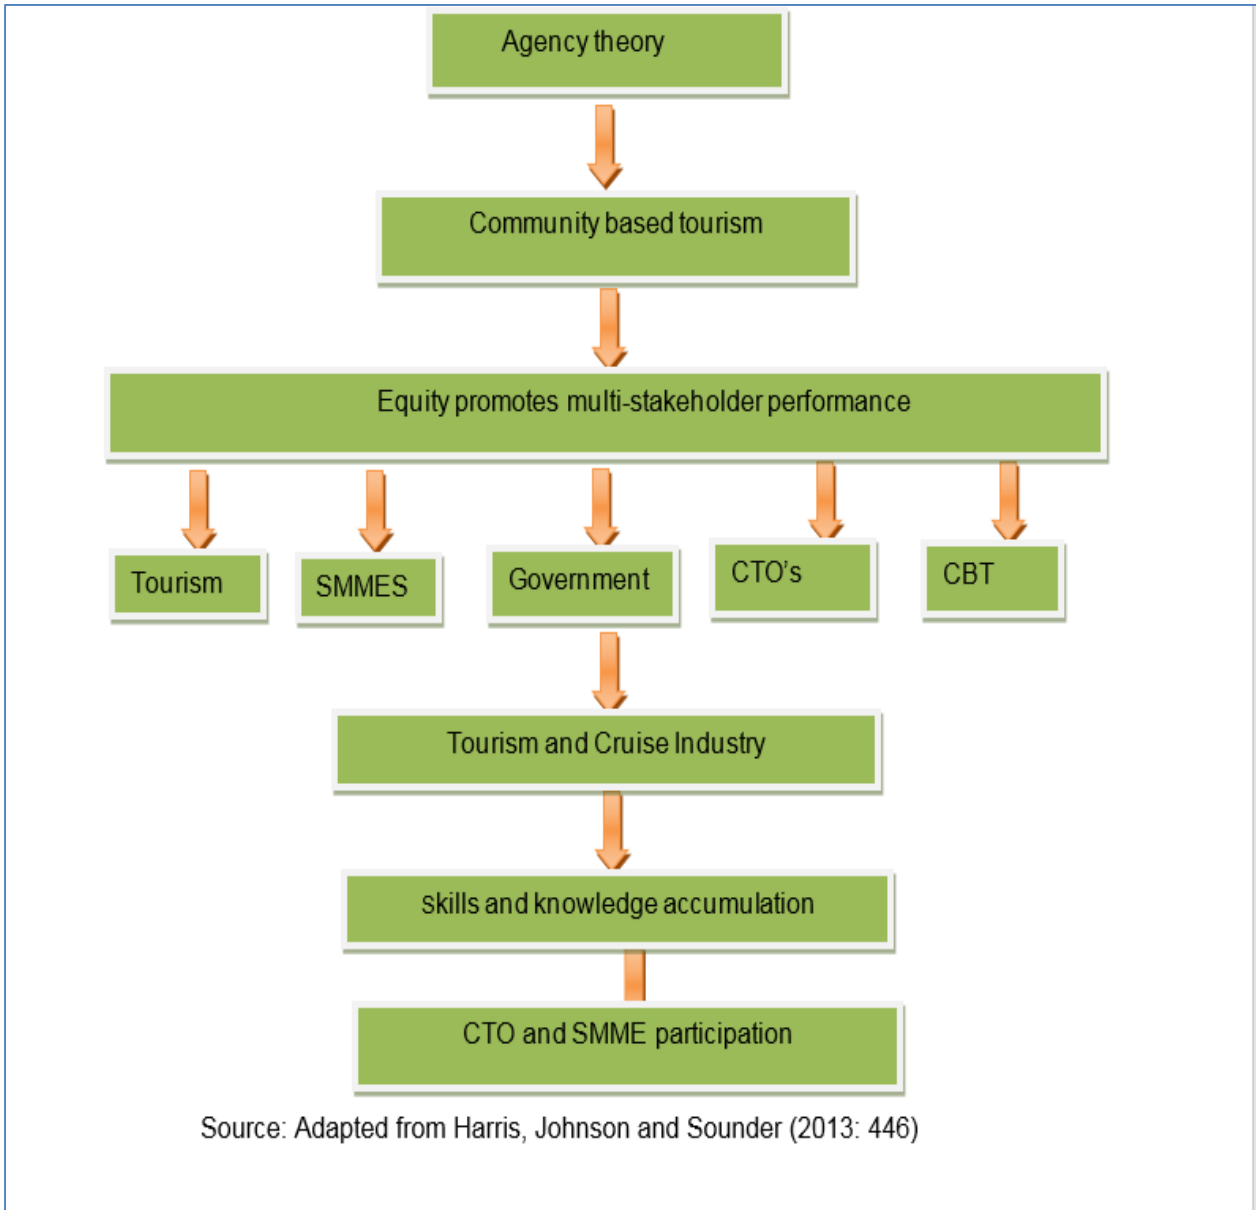 Agency theory
Community based tourism
Equity promotes multi-stakeholder performance
Tourism
SMMES
Government
CTO's
CBT
Tourism and Cruise Industry
skills and knowledge accumulation
CTO and SMME participation
Source: Adapted from Harris, Johnson and Sounder (2013: 446)